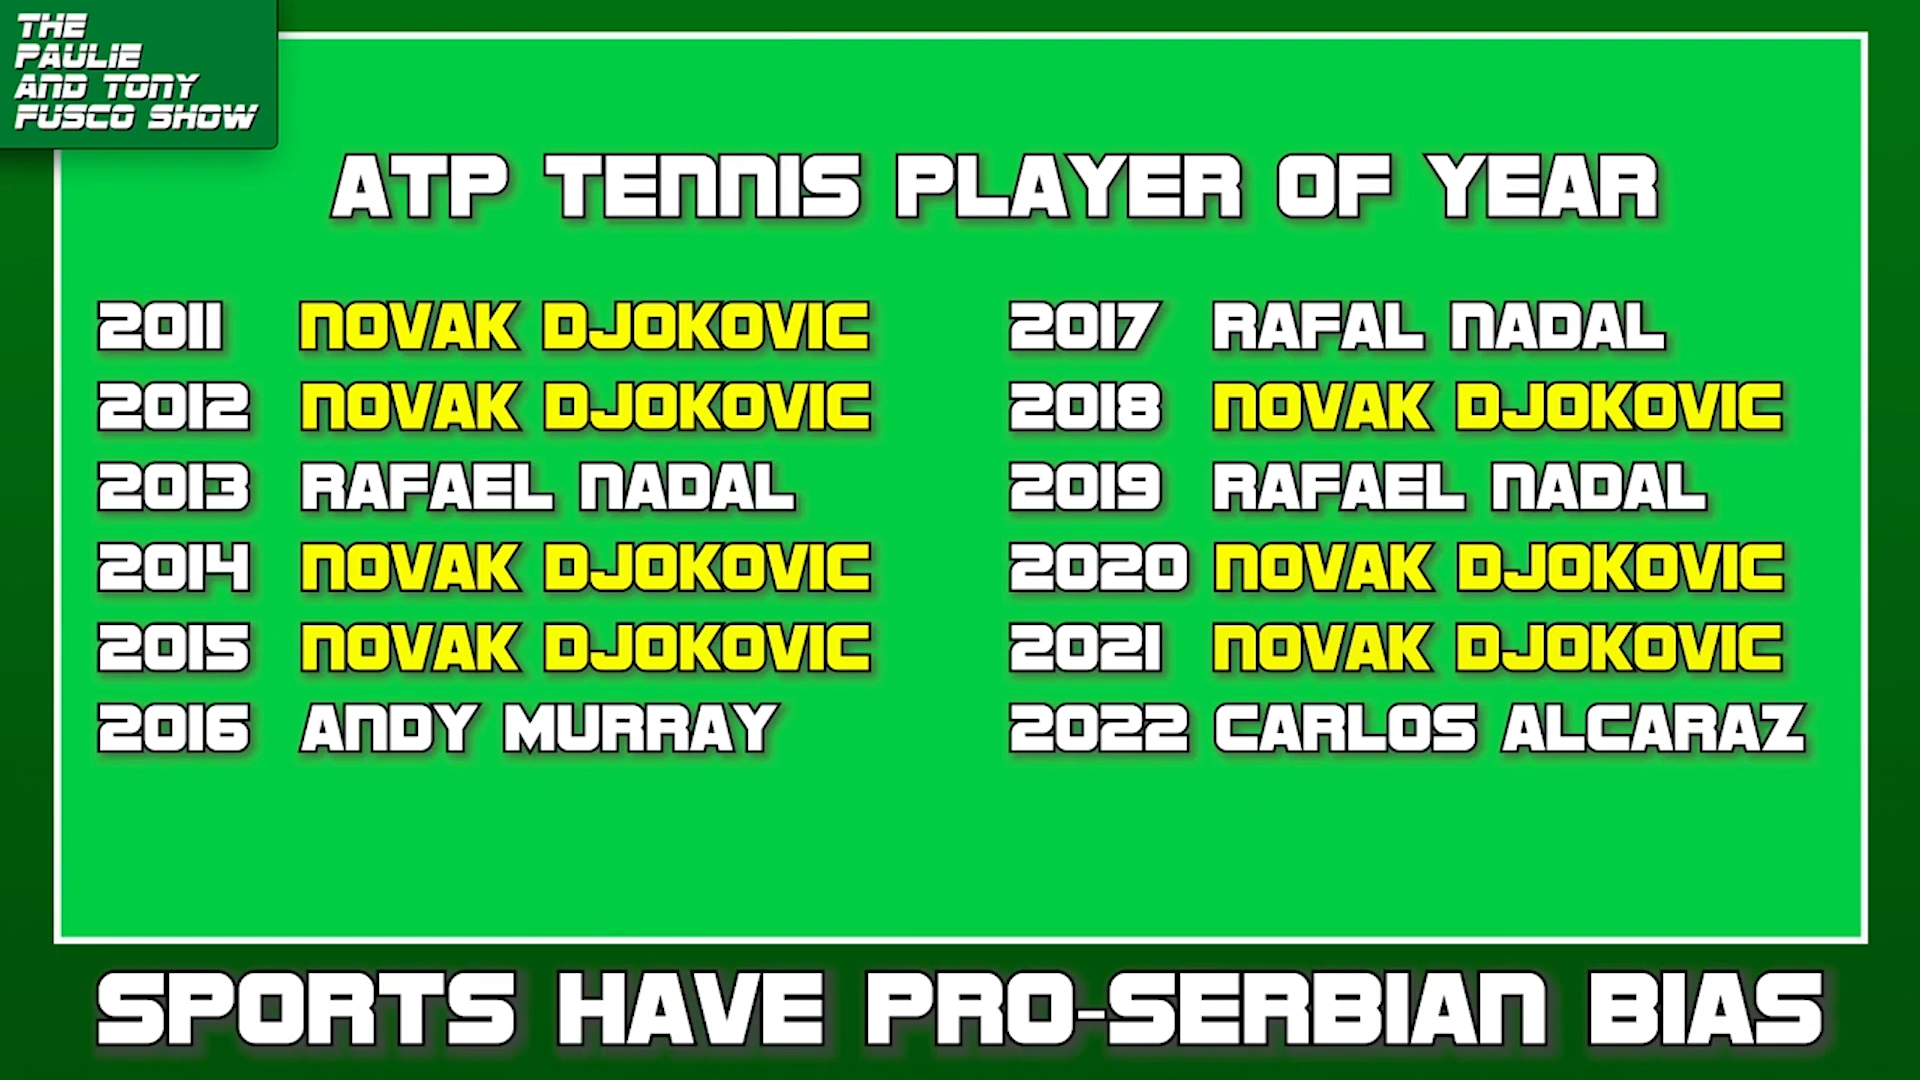 THE
PAULIE
AND TONY
FUSCO SHOW
ATP TENNIS PLAYER OF YEAR
2011 NOVAK DJOKOVIC
2012 NOVAK DJOKOVIC
2013 RAFAEL NADAL
2014 NOVAK DJOKOVIC
2015 NOVAK DJOKOVIC
2016 ANDY MURRAY
2017 RAFAL NADAL
2018 NOVAK DJOKOVIC
2019 RAFAEL NADAL
2020 NOVAK DJOKOVIC
2021 NOVAK DJOKOVIC
2022 CARLOS ALCARAZ
SPORTS HAVE PRO-SERBIAN BIAS